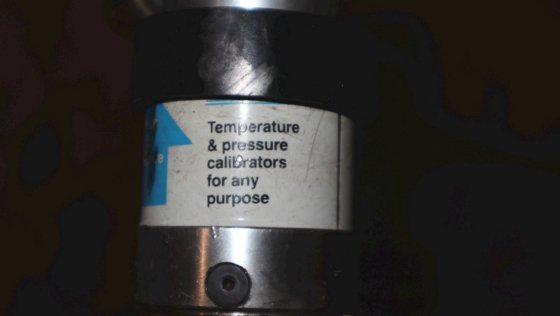 Temperature
& pressure
calibrators
for any
purpose